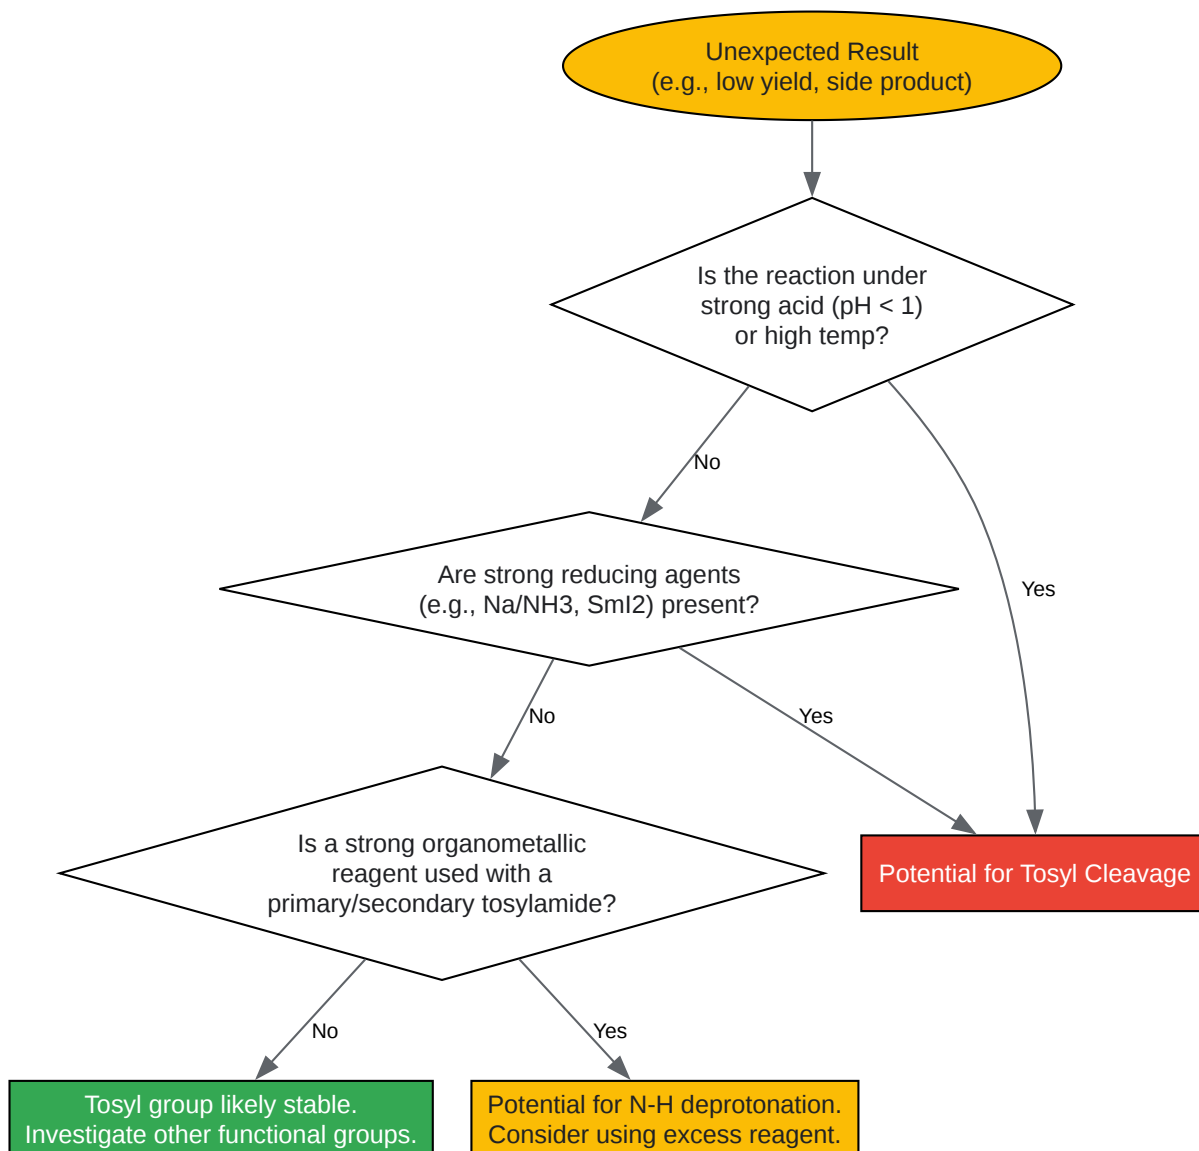 Unexpected Result
(e.g., low yield, side product)
Is the reaction under
strong acid (pH < 1)
or high temp?
No
Yes
Are strong reducing agents
(e.g., Na/NH3, SmI2) present?
No
Yes
Is a strong organometallic
reagent used with a
primary/secondary tosylamide?
Potential for Tosyl Cleavage
No
Yes
Tosyl group likely stable.
Investigate other functional groups.
Potential for N-H deprotonation.
Consider using excess reagent.